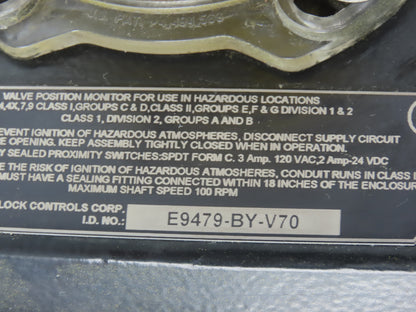 VALVE POSITION MONITOR FOR USE IN HAZARDOUS LOCATIONS
4,4X,7,9 CLASS I,GROUPS C & D, CLASS II,GROUPS E,F & G DIVISION 1 & 2
CLASS 1, DIVISION 2, GROUPS A AND B
EVENT IGNITION OF HAZARDOUS ATMOSPHERES, DISCONNECT SUPPLY CIRCUIT
E OPENING. KEEP ASSEMBLY TIGHTLY CLOSED WHEN IN OPERATION.
Y SEALED PROXIMITY SWITCHES:SPDT FORM C. 3 Amp. 120 VAC,2 Amp-24 VDC
E THE RISK OF IGNITION OF HAZARDOUS ATMOSFHERES, CONDUIT RUNS IN CLASS I
MUST HAVE A SEALING FITTING CONNECTED WITHIN 18 INCHES OF THE ENCLOSU
MAXIMUM SHAFT SPEED 100 RPM
LOCK CONTROLS CORP.
I.D. NO.: E9479-BY-V70